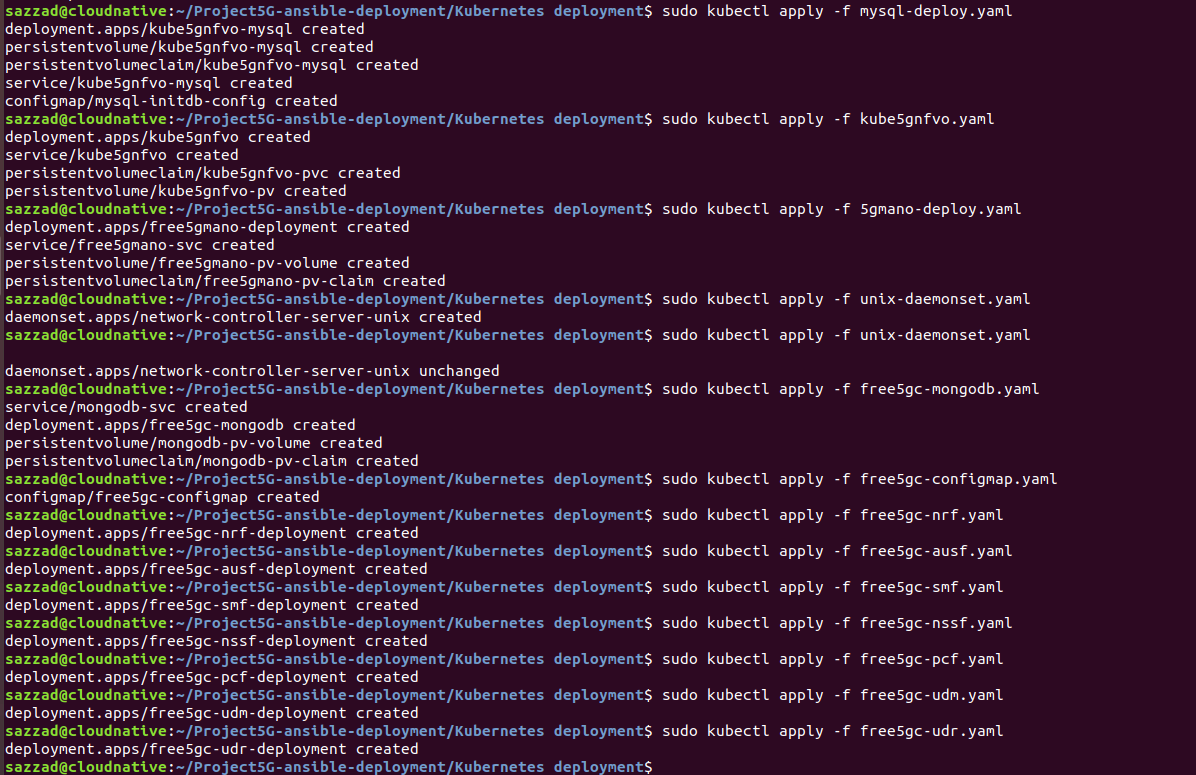 sazzad@cloudnative:~/Project5G-ansible-deployment/Kubernetes deployment$ sudo kubectl apply -f mysql-deploy.yaml
deployment.apps/kube5gnfvo-mysql created
persistentvolume/kube5gnfvo-mysql created
persistentvolumeclaim/kube5gnfvo-mysql created
service/kube5gnfvo-mysql created
configmap/mysql-initdb-config created
sazzad@cloudnative:~/Project5G-ansible-deployment/Kubernetes deployment$ sudo kubectl apply -f kube5gnfvo.yaml
deployment.apps/kube5gnfvo created
service/kube5gnfvo created
persistentvolumeclaim/kube5gnfvo-pvc created
persistentvolume/kube5gnfvo-pv created
sazzad@cloudnative:~/Project5G-ansible-deployment/Kubernetes deployment$ sudo kubectl apply -f 5gmano-deploy.yaml
deployment.apps/free5gmano-deployment created
service/free5gmano-svc created
persistentvolume/free5gmano-pv-volume created
persistentvolumeclaim/free5gmano-pv-claim created
sazzad@cloudnative:~/Project5G-ansible-deployment/Kubernetes deployment$ sudo kubectl apply -f unix-daemonset.yaml
daemonset.apps/network-controller-server-unix created
sazzad@cloudnative:~/Project5G-ansible-deployment/Kubernetes deployment$ sudo kubectl apply -f unix-daemonset.yaml
daemonset.apps/network-controller-server-unix unchanged
sazzad@cloudnative:~/Project5G-ansible-deployment/Kubernetes deployment$ sudo kubectl apply -f free5gc-mongodb.yaml
service/mongodb-svc created
deployment.apps/free5gc-mongodb created
persistentvolume/mongodb-pv-volume created
persistentvolumeclaim/mongodb-pv-claim created
sazzad@cloudnative:~/Project5G-ansible-deployment/Kubernetes deployment$ sudo kubectl apply -f free5gc-configmap.yaml
configmap/free5gc-configmap created
sazzad@cloudnative:~/Project5G-ansible-deployment/Kubernetes deployment$ sudo kubectl apply -f free5gc-nrf.yaml
deployment.apps/free5gc-nrf-deployment created
sazzad@cloudnative:~/Project5G-ansible-deployment/Kubernetes deployment$ sudo kubectl apply -f free5gc-ausf.yaml
deployment.apps/free5gc-ausf-deployment created
sazzad@cloudnative:~/Project5G-ansible-deployment/Kubernetes deployment$ sudo kubectl apply -f free5gc-smf.yaml
deployment.apps/free5gc-smf-deployment created
sazzad@cloudnative:~/Project5G-ansible-deployment/Kubernetes deployment$ sudo kubectl apply -f free5gc-nssf.yaml
deployment.apps/free5gc-nssf-deployment created
sazzad@cloudnative:~/Project5G-ansible-deployment/Kubernetes deployment$ sudo kubectl apply -f free5gc-pcf.yaml
deployment.apps/free5gc-pcf-deployment created
sazzad@cloudnative:~/Project5G-ansible-deployment/Kubernetes deployment$ sudo kubectl apply -f free5gc-udm.yaml
deployment.apps/free5gc-udm-deployment created
sazzad@cloudnative:~/Project5G-ansible-deployment/Kubernetes deployment$ sudo kubectl apply -f free5gc-udr.yaml
deployment.apps/free5gc-udr-deployment created
sazzad@cloudnative:~/Project5G-ansible-deployment/Kubernetes deployment$